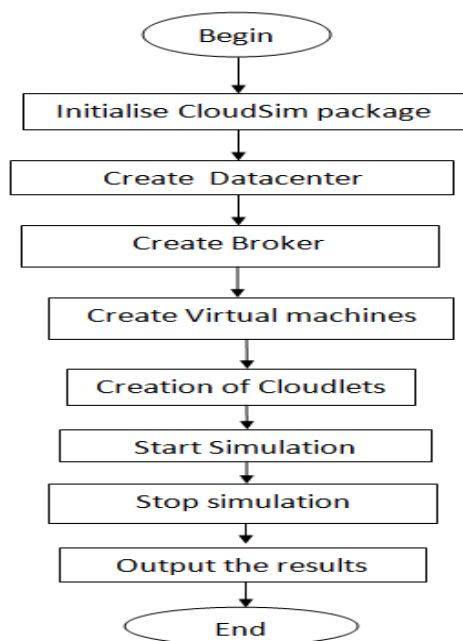 Begin
Initialise CloudSim package
Create Datacenter
Create Broker
Create Virtual machines
Creation of Cloudlets
Start Simulation
Stop simulation
Output the results
End